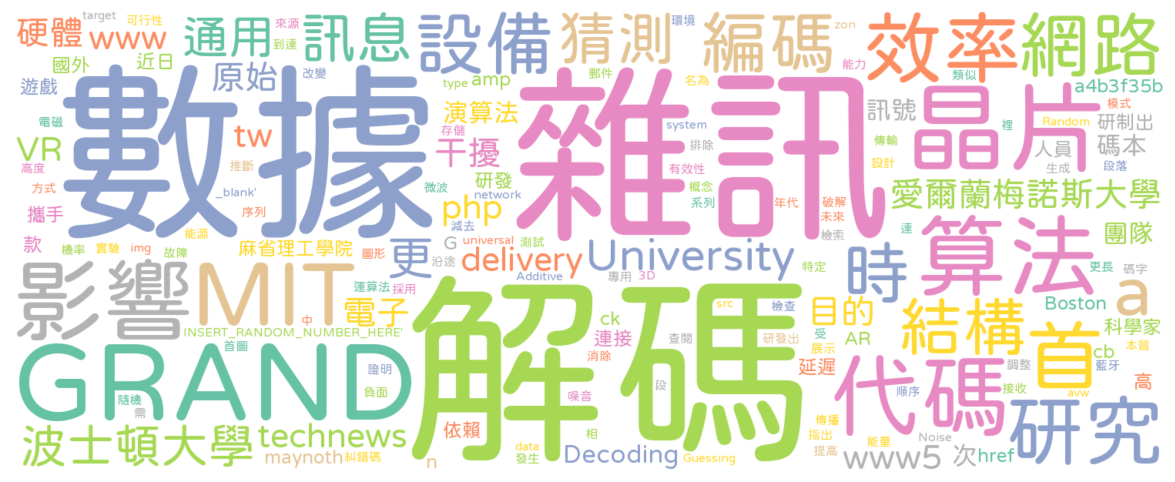 硬體 target 可行性 來源 通用 訊息 設備 猜測 編碼 zon 效率 網路
www 到達 環境 能力
國外 近日 原始 改變 type amp 郵件 名為 類似 a4b3f35b
遊戲 數據 雜訊 晶片 模式
電磁 tw 演算法 存儲 system 訊號 傳輸 Random 裡 研制出
VR 推斷 干擾 排除 設計 人員 碼本
高度 _blank' 研發 微波 network 有效性 概念 生成 段落
方式 序列 php 系列 年代 破解 愛爾蘭梅諾斯大學
攜手 能源 減去 未來
款 機率 實驗 img 故障 麻省理工學院 圖形 G universal 測試 University 檢索 達 算法 團隊
影響 MIT 更 沿途 delivery Additive 專用 3D 特定 時 更長 碼字
運算法 採用 解碼 src 檢查 目的 Boston a
中 電子 ck 結構 首 科學家
INSERT_RANDOM_NUMBER_HERE' 連接 查閱 研發出 受 AR cb 本質
GRAND 首圖 消除 展示 代碼 調整 藍牙
證明 段 延遲 高
隨機 負面 噪音 順序 接收 avw
需 依賴 相 傳播 研究
波士頓大學 technews data 指出 能量 Noise
maynoth 糾錯碼 n 發生 Decoding Guessing 提高 www5 次 href